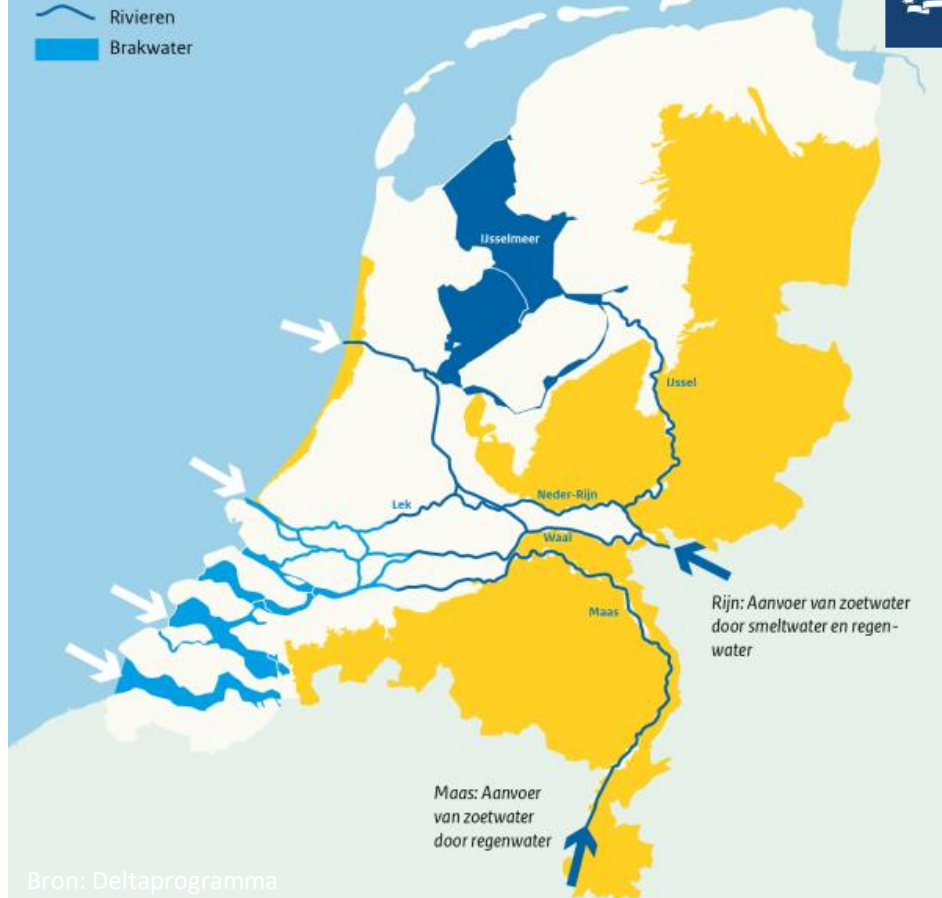 Rivieren
Brakwater
IJsselmeer
IJssel
Lek
Neder-Rijn
Waal
Rijn: Aanvoer van zoetwater
door smeltwater en regen-
water
Maas
Maas: Aanvoer
van zoetwater
door regenwater
Bron: Deltaprogramma